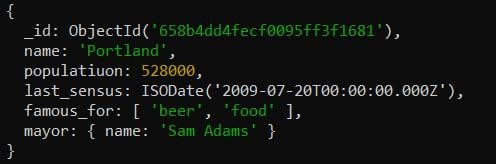 {
  _id: ObjectId('658b4dd4fecf0095ff3f1681'),
  name: 'Portland',
  populatiuon: 528000,
  last_sensus: ISODate('2009-07-20T00:00:00.000Z'),
  famous_for: [ 'beer', 'food' ],
  mayor: { name: 'Sam Adams' }
}